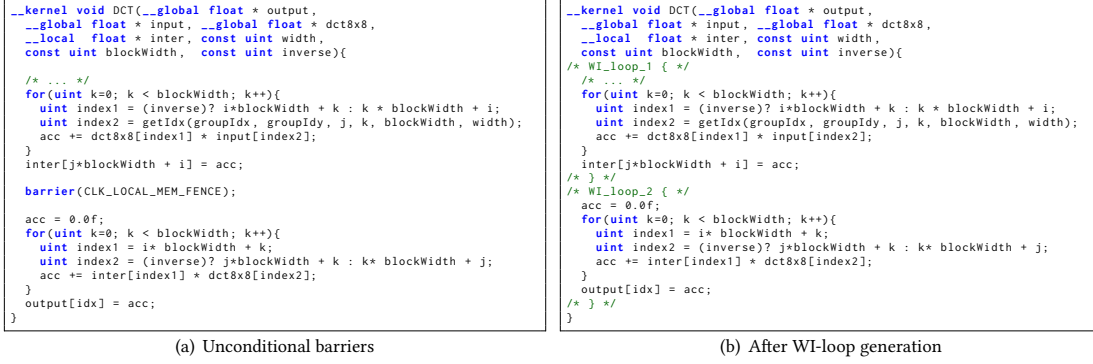 __kernel void DCT(__global float * output,
  __global float * input, __global float * dct8x8,
  __local  float * inter, const uint width,
  const uint blockWidth,  const uint inverse){
  /* ... */
  for(uint k=0; k < blockWidth; k++){
    uint index1 = (inverse)? i*blockWidth + k : k * blockWidth + i;
    uint index2 = getIdx(groupIdx, groupIdy, j, k, blockWidth, width);
    acc += dct8x8[index1] * input[index2];
  }
  inter[j*blockWidth + i] = acc;
  barrier(CLK_LOCAL_MEM_FENCE);
  acc = 0.0f;
  for(uint k=0; k < blockWidth; k++){
    uint index1 = i* blockWidth + k;
    uint index2 = (inverse)? j*blockWidth + k : k* blockWidth + j;
    acc += inter[index1] * dct8x8[index2];
  }
  output[idx] = acc;
}
(a) Unconditional barriers
__kernel void DCT(__global float * output,
  __global float * input, __global float * dct8x8,
  __local  float * inter, const uint width,
  const uint blockWidth,  const uint inverse){
/* WI_loop_1 { */
  /* ... */
  for(uint k=0; k < blockWidth; k++){
    uint index1 = (inverse)? i*blockWidth + k : k * blockWidth + i;
    uint index2 = getIdx(groupIdx, groupIdy, j, k, blockWidth, width);
    acc += dct8x8[index1] * input[index2];
  }
  inter[j*blockWidth + i] = acc;
/* } */
/* WI_loop_2 { */
  acc = 0.0f;
  for(uint k=0; k < blockWidth; k++){
    uint index1 = i* blockWidth + k;
    uint index2 = (inverse)? j*blockWidth + k : k* blockWidth + j;
    acc += inter[index1] * dct8x8[index2];
  }
  output[idx] = acc;
/* } */
}
(b) After WI-loop generation